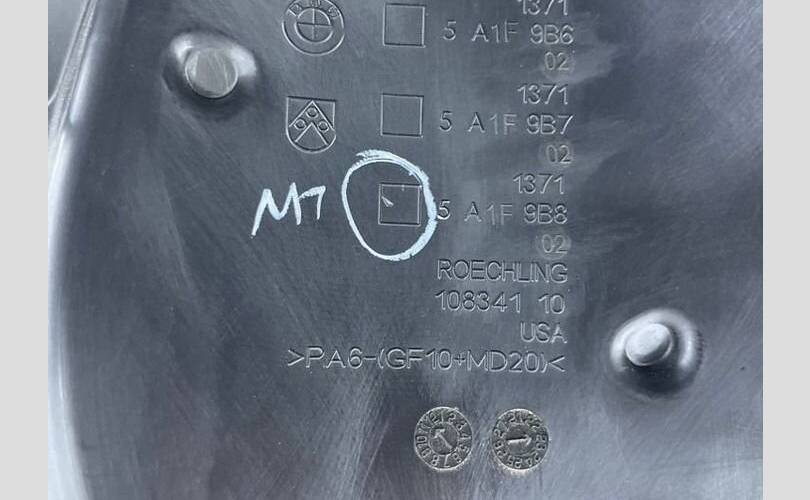 1371
5 A1F 9B6
02
1371
5 A1F 9B7
02
M7
1371
5 A1F 9B8
02
ROECHLING
108341 10
USA
>PA6-(GF10+MD20)<